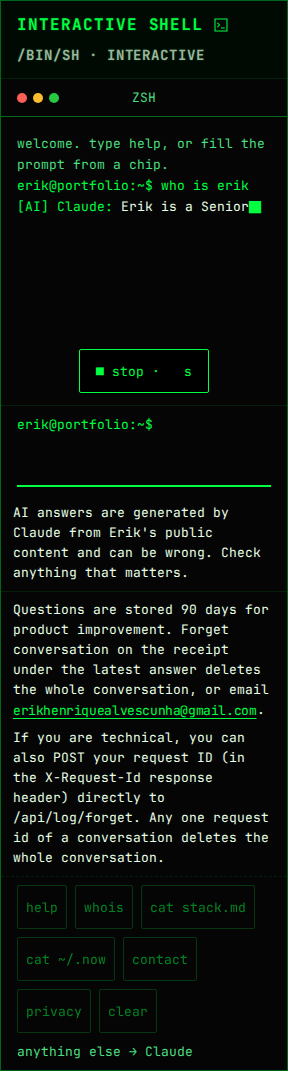 INTERACTIVE SHELL
/BIN/SH · INTERACTIVE
ZSH
welcome. type help, or fill the
prompt from a chip.
erik@portfolio:~$ who is erik
[AI] Claude: Erik is a Senior
■ stop · s
erik@portfolio:~$
AI answers are generated by
Claude from Erik's public
content and can be wrong. Check
anything that matters.
Questions are stored 90 days for
product improvement. Forget
conversation on the receipt
under the latest answer deletes
the whole conversation, or email
erikhenriquealvescunha@gmail.com.
If you are technical, you can
also POST your request ID (in
the X-Request-Id response
header) directly to
/api/log/forget. Any one request
id of a conversation deletes the
whole conversation.
help whois cat stack.md
cat ~/.now contact
privacy clear
anything else → Claude